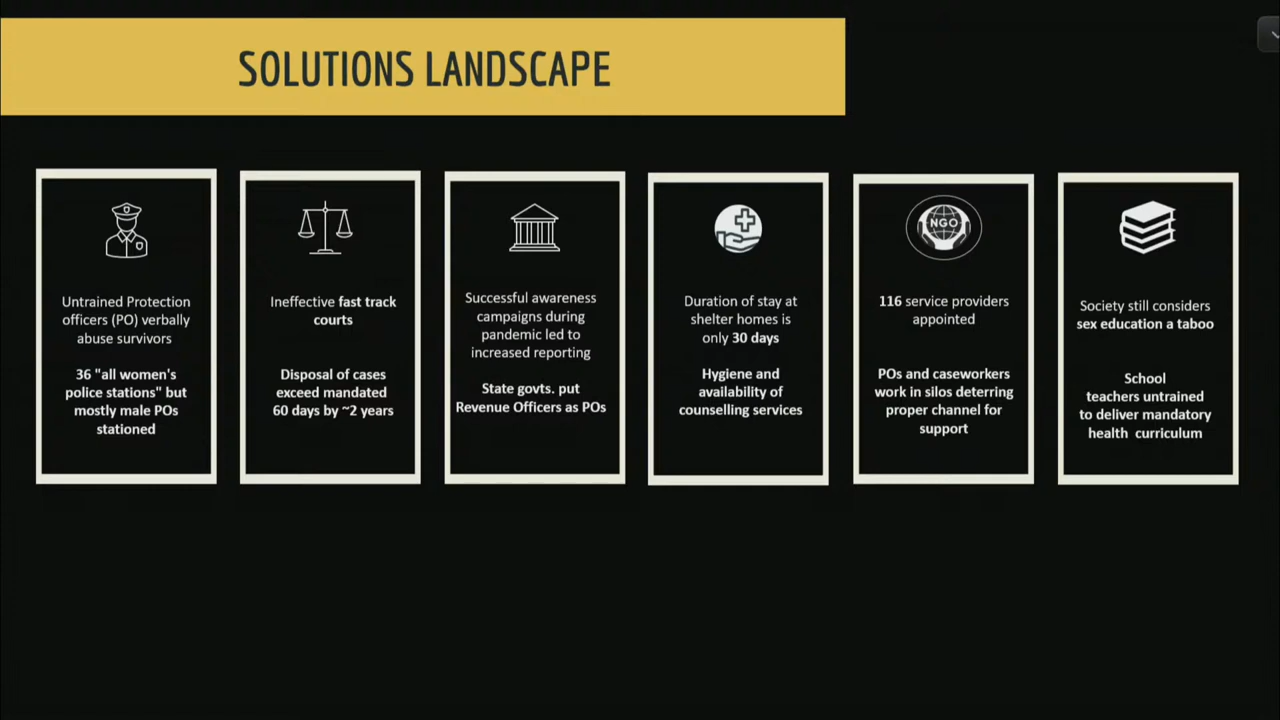 SOLUTIONS LANDSCAPE
Untrained Protection
officers (PO) verbally
abuse survivors
36 "all women's
police stations" but
mostly male POs
stationed
Ineffective fast track
courts
Disposal of cases
exceed mandated
60 days by ~2 years
Successful awareness
campaigns during
pandemic led to
increased reporting
State govts. put
Revenue Officers as POs
Duration of stay at
shelter homes is
only 30 days
Hygiene and
availability of
counselling services
NGO
116 service providers
appointed
POs and caseworkers
work in silos deterring
proper channel for
support
Society still considers
sex education a taboo
School
teachers untrained
to deliver mandatory
health curriculum